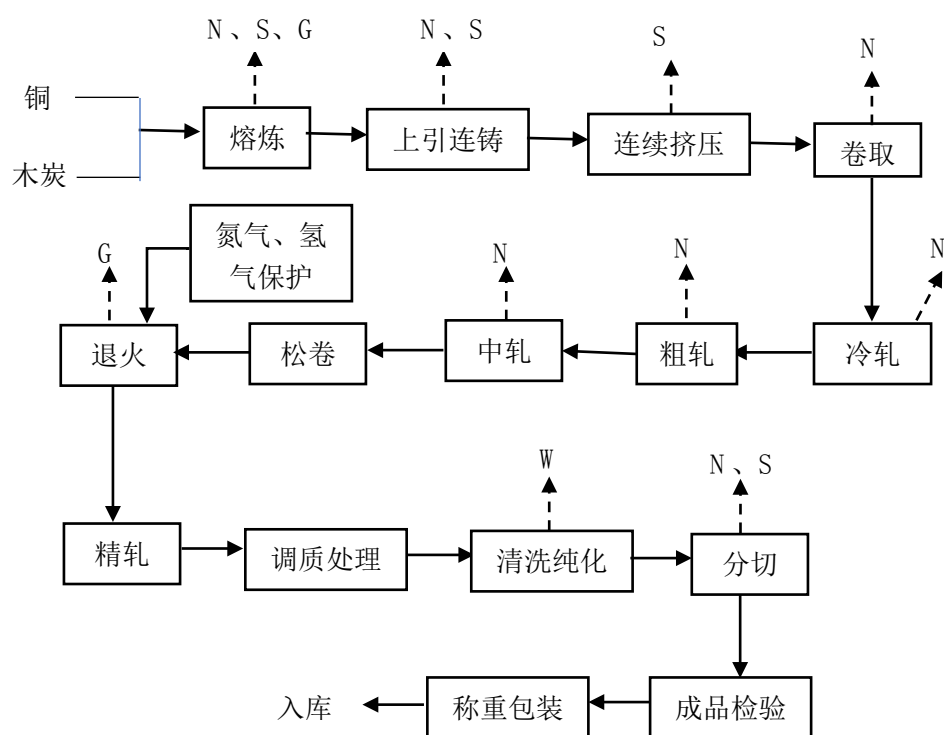 N、S、G
N、S
S
N
铜
木炭
熔炼
上引连铸
连续挤压
卷取
氮气、氢
气保护
G
N
N
N
退火
松卷
中轧
粗轧
冷轧
W
N、S
精轧
调质处理
清洗纯化
分切
入库
称重包装
成品检验